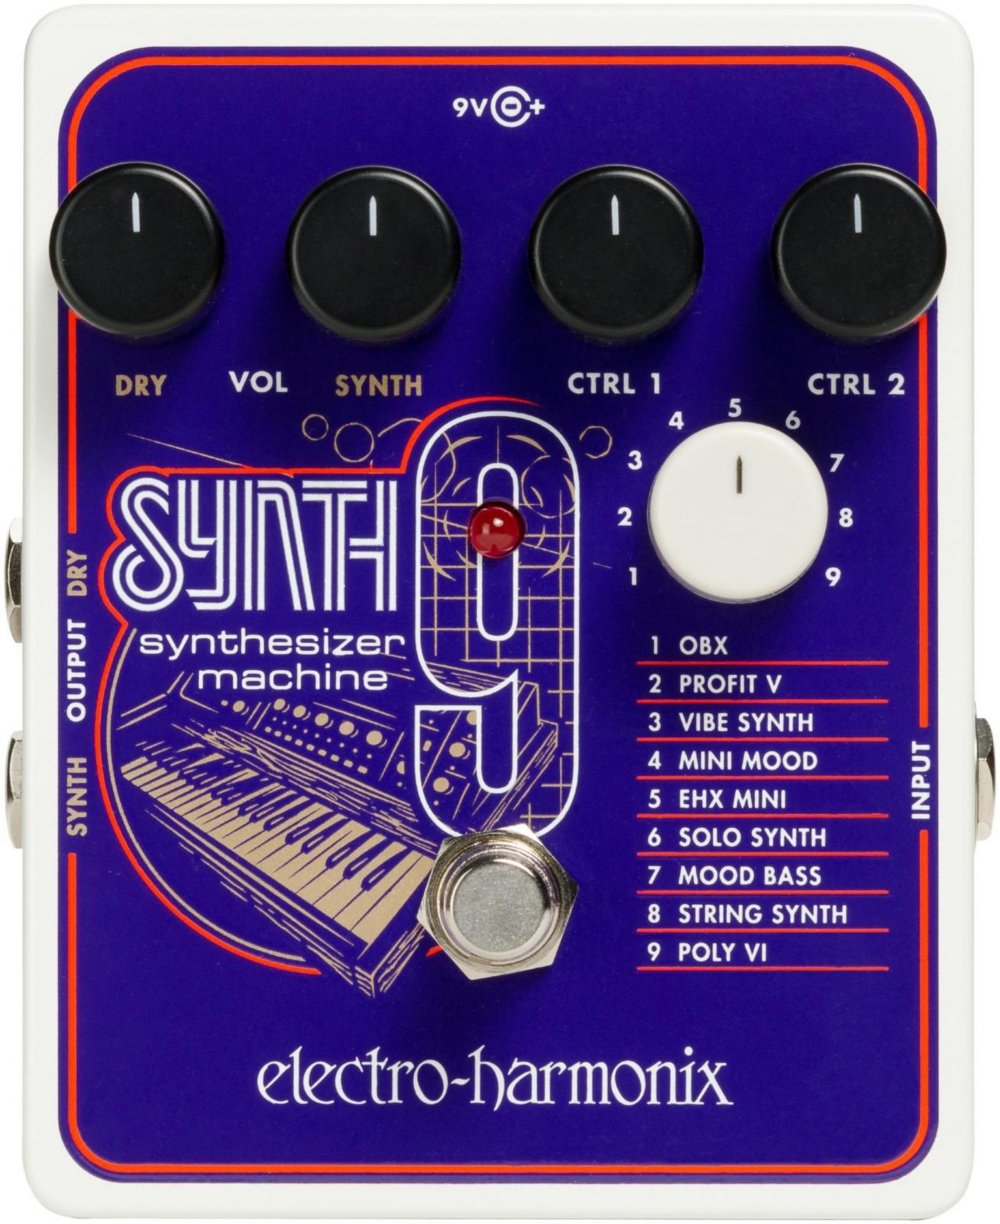 9V - +
DRY VOL SYNTH CTRL 1 CTRL 2
1 2 3 4 5 6 7 8 9
SYNTH
9
synthesizer
machine
SYNTH OUTPUT DRY
INPUT
1 OBX
2 PROFIT V
3 VIBE SYNTH
4 MINI MOOD
5 EHX MINI
6 SOLO SYNTH
7 MOOD BASS
8 STRING SYNTH
9 POLY VI
electro-harmonix